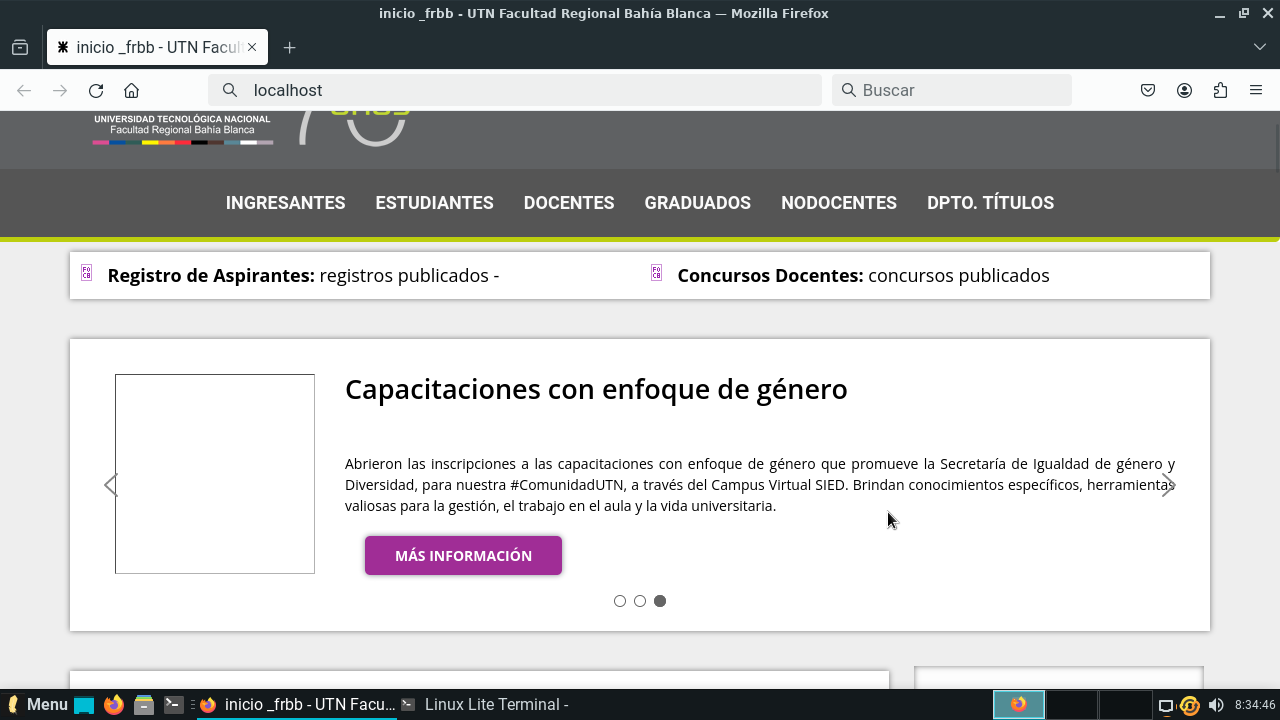 inicio _frbb - UTN Facultad Regional Bahía Blanca — Mozilla Firefox
inicio _frbb - UTN Facul
localhost
Buscar
UNIVERSIDAD TECNOLÓGICA NACIONAL
Facultad Regional Bahía Blanca
INGRESANTES ESTUDIANTES DOCENTES GRADUADOS NODOCENTES DPTO. TÍTULOS
Registro de Aspirantes: registros publicados -
Concursos Docentes: concursos publicados
Capacitaciones con enfoque de género
Abrieron las inscripciones a las capacitaciones con enfoque de género que promueve la Secretaría de Igualdad de género y
Diversidad, para nuestra #ComunidadUTN, a través del Campus Virtual SIED. Brindan conocimientos específicos, herramientas
valiosas para la gestión, el trabajo en el aula y la vida universitaria.
MÁS INFORMACIÓN
Menu
inicio _frbb - UTN Facu...
Linux Lite Terminal -
8:34:46